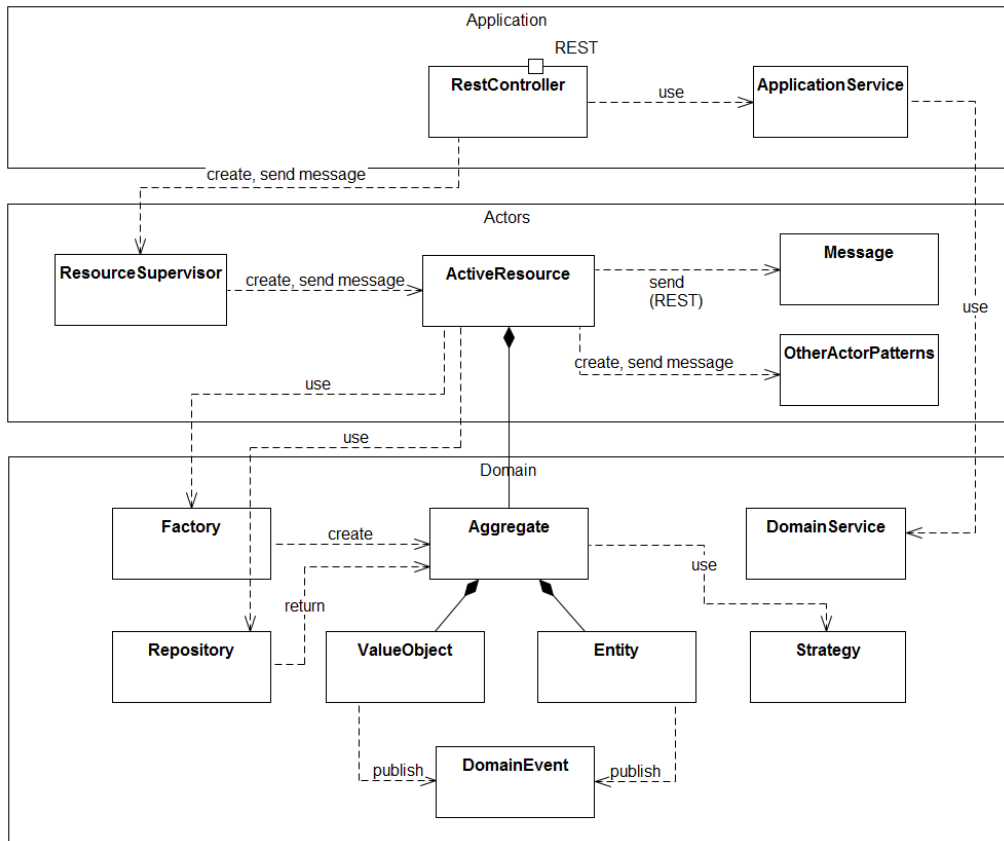 Application
REST
RestController
use
ApplicationService
create, send message
Actors
ResourceSupervisor
create, send message
ActiveResource
send
(REST)
Message
use
create, send message
OtherActorPatterns
use
use
Domain
Factory
create
Aggregate
use
DomainService
return
Repository
ValueObject
Entity
Strategy
publish
DomainEvent
publish